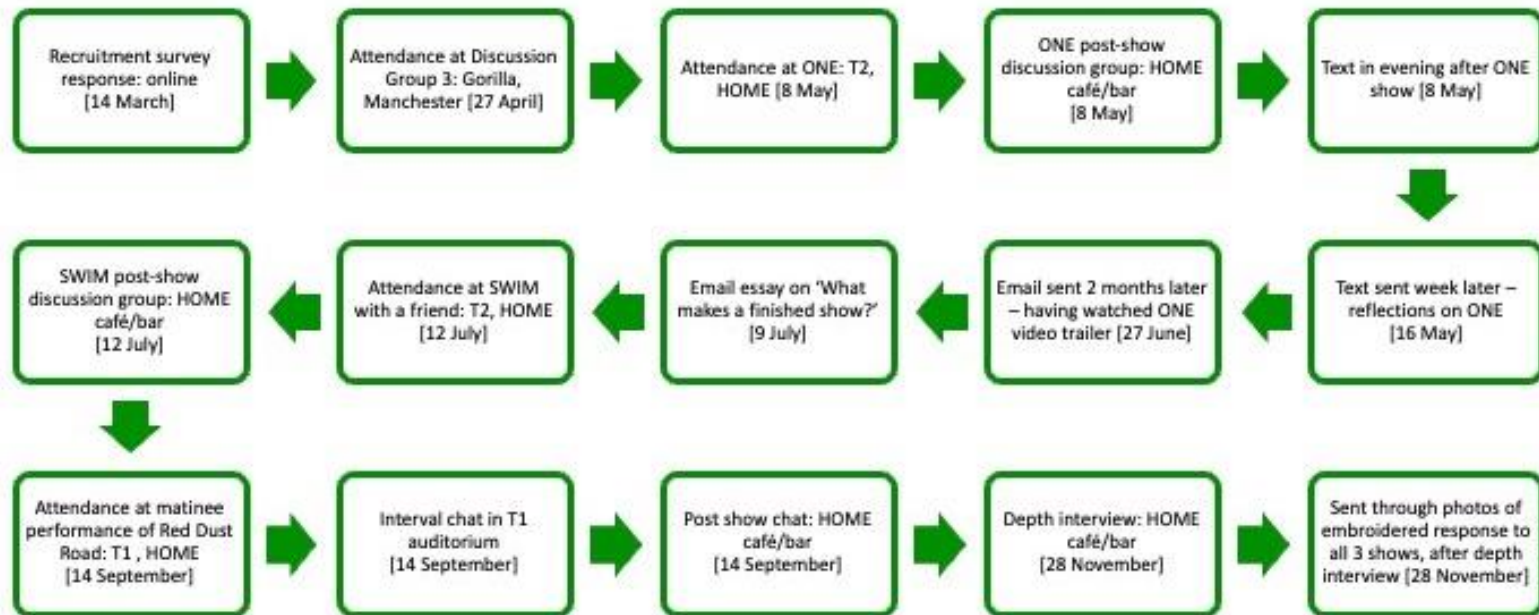 Recruitment survey
response: online
[14 March]
Attendance at Discussion
Group 3: Gorilla,
Manchester [27 April]
Attendance at ONE: T2,
HOME [8 May]
ONE post-show
discussion group: HOME
café/bar
[8 May]
Text in evening after ONE
show [8 May]
Text sent week later –
reflections on ONE
[16 May]
Email sent 2 months later
– having watched ONE
video trailer [27 June]
Email essay on ‘What
makes a finished show?’
[9 July]
Attendance at SWIM
with a friend: T2, HOME
[12 July]
SWIM post-show
discussion group: HOME
café/bar
[12 July]
Attendance at matinee
performance of Red Dust
Road: T1 , HOME
[14 September]
Interval chat in T1
auditorium
[14 September]
Post show chat: HOME
café/bar
[14 September]
Depth interview: HOME
café/bar
[28 November]
Sent through photos of
embroidered response to
all 3 shows, after depth
interview [28 November]